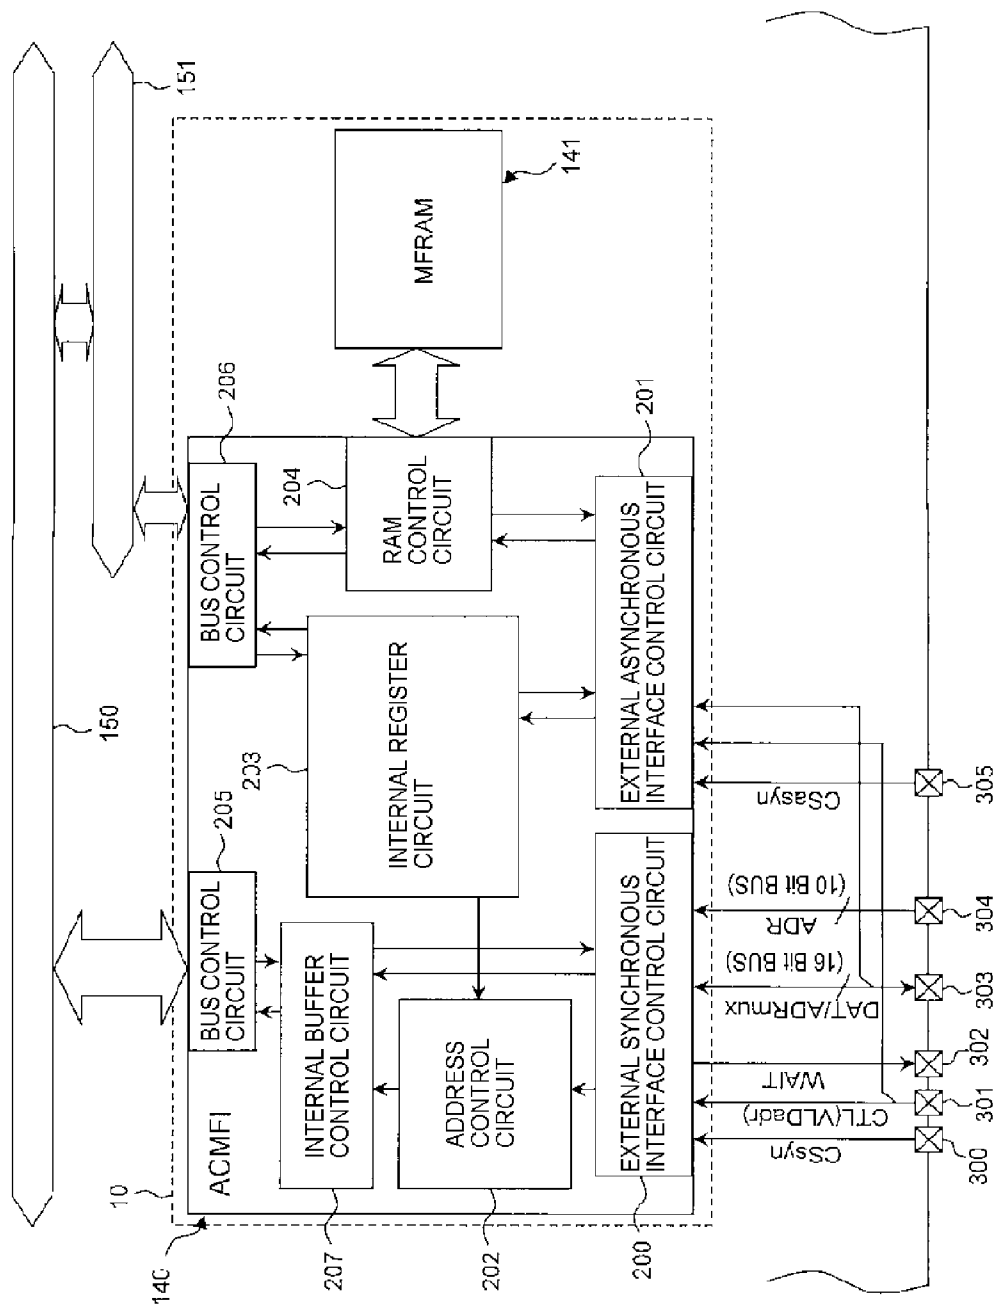 150
151
10
140
ACMFI
BUS CONTROL
CIRCUIT
205
BUS CONTROL
CIRCUIT
206
INTERNAL BUFFER
CONTROL CIRCUIT
207
INTERNAL REGISTER
CIRCUIT
203
RAM
CONTROL
CIRCUIT
204
MFRAM
141
ADDRESS
CONTROL
CIRCUIT
202
EXTERNAL SYNCHRONOUS
INTERFACE CONTROL CIRCUIT
200
EXTERNAL ASYNCHRONOUS
INTERFACE CONTROL CIRCUIT
201
CSsyn
CTL(VLDadr)
WAIT
DAT/ADRmux
(16 Bit BUS)
ADR
(10 Bit BUS)
CSasyn
300
301
302
303
304
305